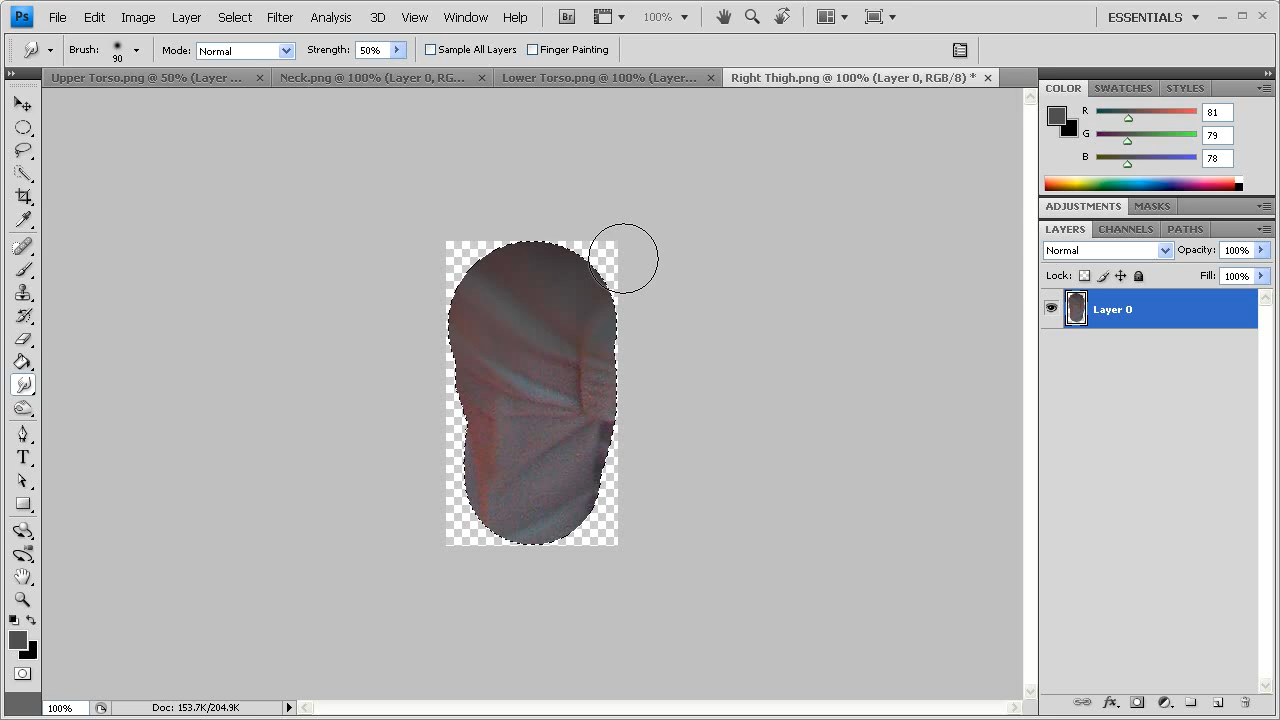 Ps File Edit Image Layer Select Filter Analysis 3D View Window Help Br 100% ESSENTIALS
Brush: 90 Mode: Normal Strength: 50% Sample All Layers Finger Painting
Upper Torso.png @ 50% (Layer ... Neck.png @ 100% (Layer 0, RG... Lower Torso.png @ 100% (Layer... Right Thigh.png @ 100% (Layer 0, RGB/8) *
COLOR SWATCHES STYLES
R 81
G 79
B 78
ADJUSTMENTS MASKS
LAYERS CHANNELS PATHS
Normal Opacity: 100%
Lock: Fill: 100%
Layer 0
T
100% Doc: 153.7K/204.9K
fx